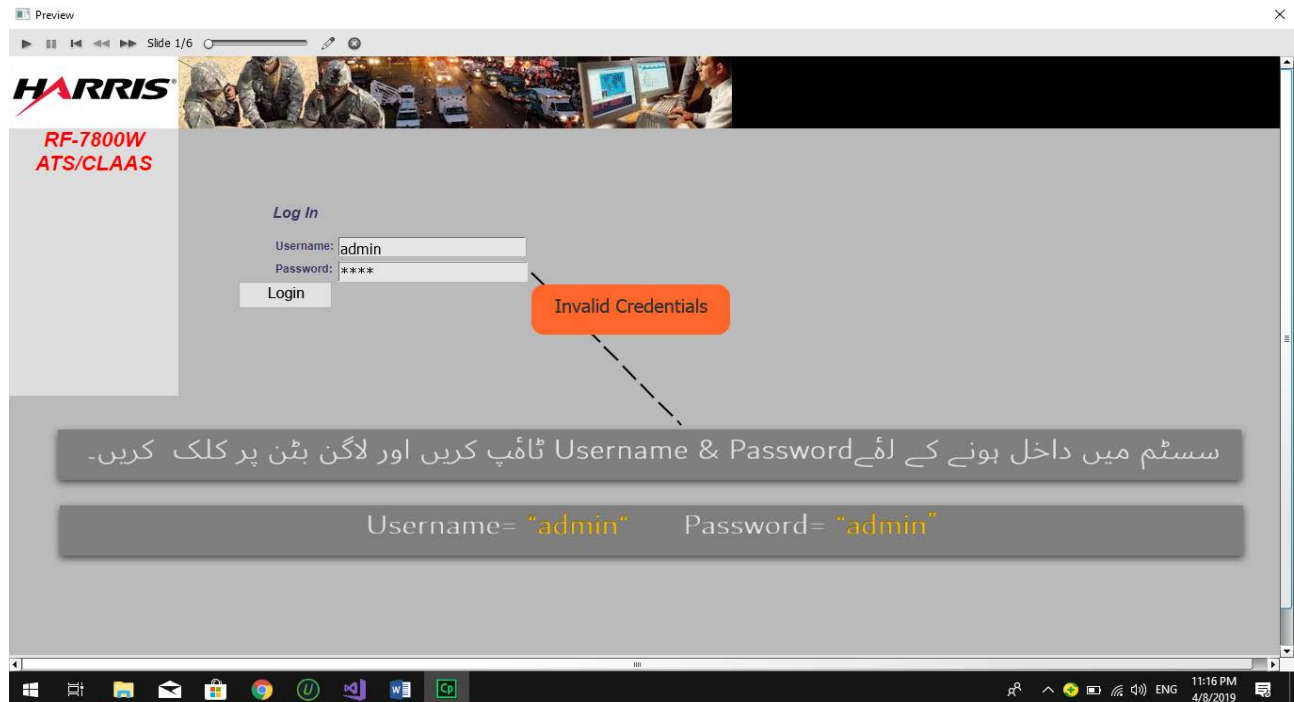 Preview
Slide 1/6
HARRIS®
RF-7800W
ATS/CLAAS
Log In
Username: admin
Password: ****
Login
Invalid Credentials
سسٹم میں داخل ہونے کے لۓUsername & Password ٹائپ کریں اور لاگن بٹن پر کلک کریں۔
Username= “admin“ Password= “admin”
ENG
11:16 PM
4/8/2019